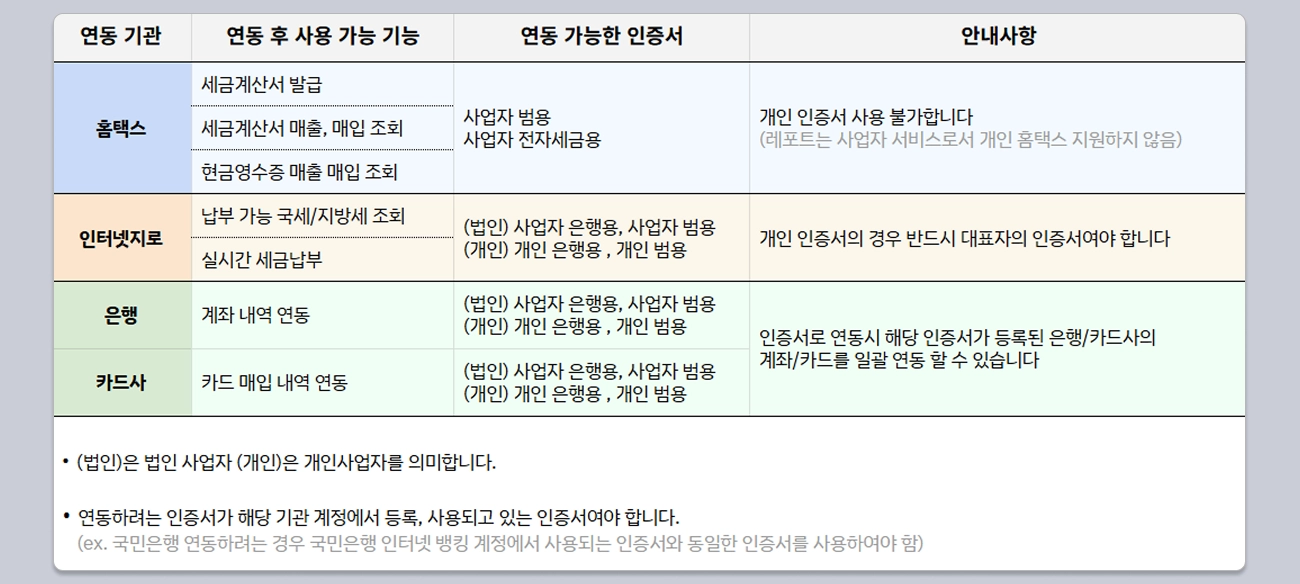 연동 기관
연동 후 사용 가능 기능
연동 가능한 인증서
안내사항
홈택스
세금계산서 발급
세금계산서 매출, 매입 조회
현금영수증 매출 매입 조회
사업자 범용
사업자 전자세금용
개인 인증서 사용 불가합니다
(레포트는 사업자 서비스로서 개인 홈택스 지원하지 않음)
인터넷지로
납부 가능 국세/지방세 조회
실시간 세금납부
(법인) 사업자 은행용, 사업자 범용
(개인) 개인 은행용 , 개인 범용
개인 인증서의 경우 반드시 대표자의 인증서여야 합니다
은행
계좌 내역 연동
(법인) 사업자 은행용, 사업자 범용
(개인) 개인 은행용 , 개인 범용
인증서로 연동시 해당 인증서가 등록된 은행/카드사의
계좌/카드를 일괄 연동 할 수 있습니다
카드사
카드 매입 내역 연동
(법인) 사업자 은행용, 사업자 범용
(개인) 개인 은행용 , 개인 범용
• (법인)은 법인 사업자 (개인)은 개인사업자를 의미합니다.
• 연동하려는 인증서가 해당 기관 계정에서 등록, 사용되고 있는 인증서여야 합니다.
(ex. 국민은행 연동하려는 경우 국민은행 인터넷 뱅킹 계정에서 사용되는 인증서와 동일한 인증서를 사용하여야 함)